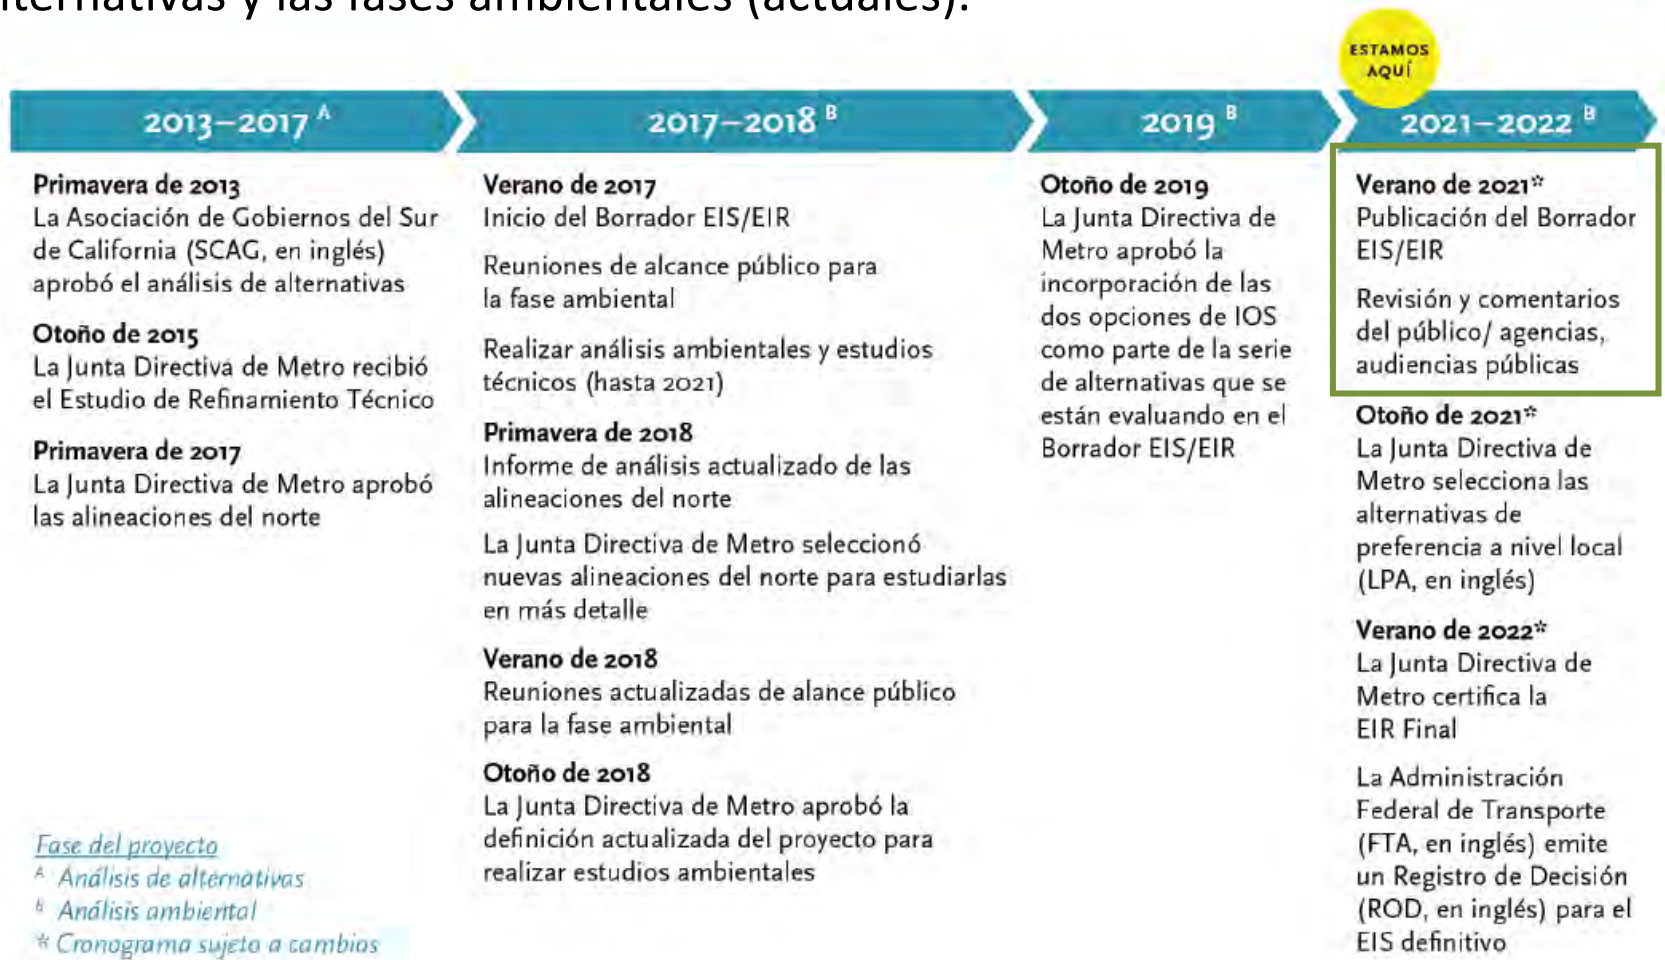 lternativas y las fases ambientales (actuales).
ESTAMOS
AQUÍ
2013–2017 A
2017–2018 B
2019 B
2021–2022 B
Primavera de 2013
La Asociación de Gobiernos del Sur
de California (SCAG, en inglés)
aprobó el análisis de alternativas
Otoño de 2015
La Junta Directiva de Metro recibió
el Estudio de Refinamiento Técnico
Primavera de 2017
La Junta Directiva de Metro aprobó
las alineaciones del norte
Verano de 2017
Inicio del Borrador EIS/EIR
Reuniones de alcance público para
la fase ambiental
Realizar análisis ambientales y estudios
técnicos (hasta 2021)
Primavera de 2018
Informe de análisis actualizado de las
alineaciones del norte
La Junta Directiva de Metro seleccionó
nuevas alineaciones del norte para estudiarlas
en más detalle
Verano de 2018
Reuniones actualizadas de alance público
para la fase ambiental
Otoño de 2018
La Junta Directiva de Metro aprobó la
definición actualizada del proyecto para
realizar estudios ambientales
Otoño de 2019
La Junta Directiva de
Metro aprobó la
incorporación de las
dos opciones de IOS
como parte de la serie
de alternativas que se
están evaluando en el
Borrador EIS/EIR
Verano de 2021*
Publicación del Borrador
EIS/EIR
Revisión y comentarios
del público/ agencias,
audiencias públicas
Otoño de 2021*
La Junta Directiva de
Metro selecciona las
alternativas de
preferencia a nivel local
(LPA, en inglés)
Verano de 2022*
La Junta Directiva de
Metro certifica la
EIR Final
La Administración
Federal de Transporte
(FTA, en inglés) emite
un Registro de Decisión
(ROD, en inglés) para el
EIS definitivo
Fase del proyecto
A Análisis de alternativas
B Análisis ambiental
* Cronograma sujeto a cambios